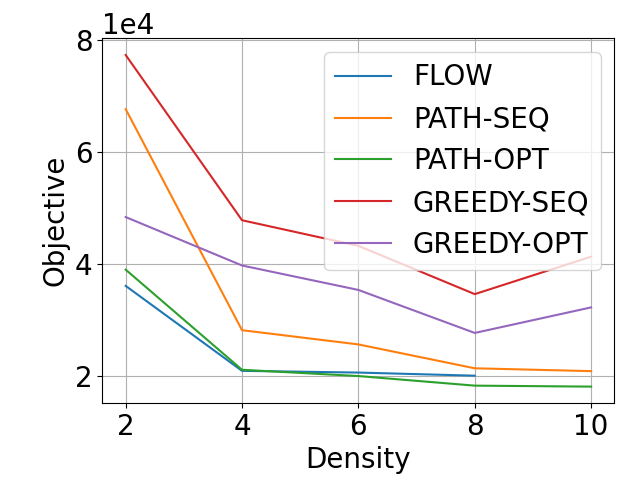 1e4
8
6
4
2
Objective
FLOW
PATH-SEQ
PATH-OPT
GREEDY-SEQ
GREEDY-OPT
2 4 6 8 10
Density